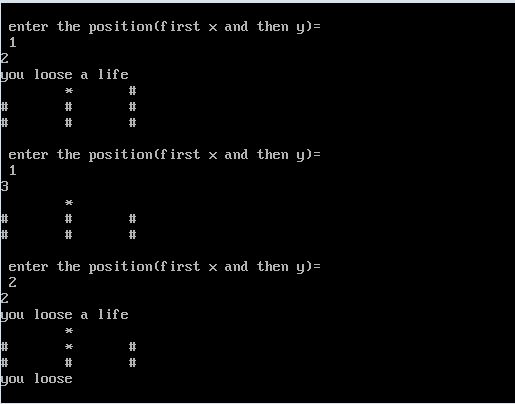 enter the position(first x and then y)=
1
2
you loose a life
* #
# # #
# # #
enter the position(first x and then y)=
1
3
*
# # #
# # #
enter the position(first x and then y)=
2
2
you loose a life
*
# * #
# # #
you loose